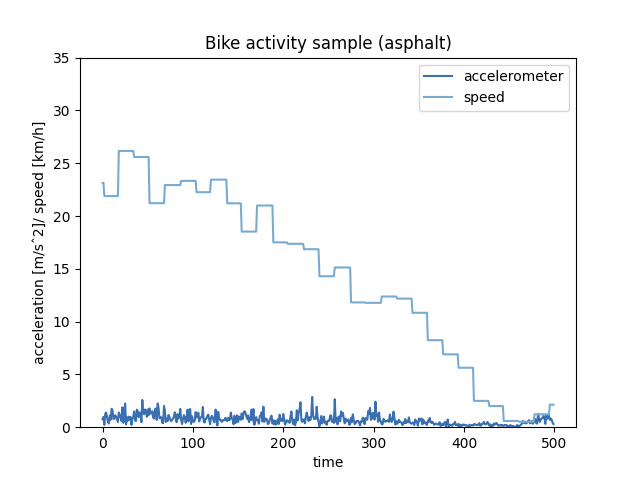 Bike activity sample (asphalt)
accelerometer
speed
acceleration [m/sˆ2]/ speed [km/h]
35
30
25
20
15
10
5
0
0 100 200 300 400 500
time